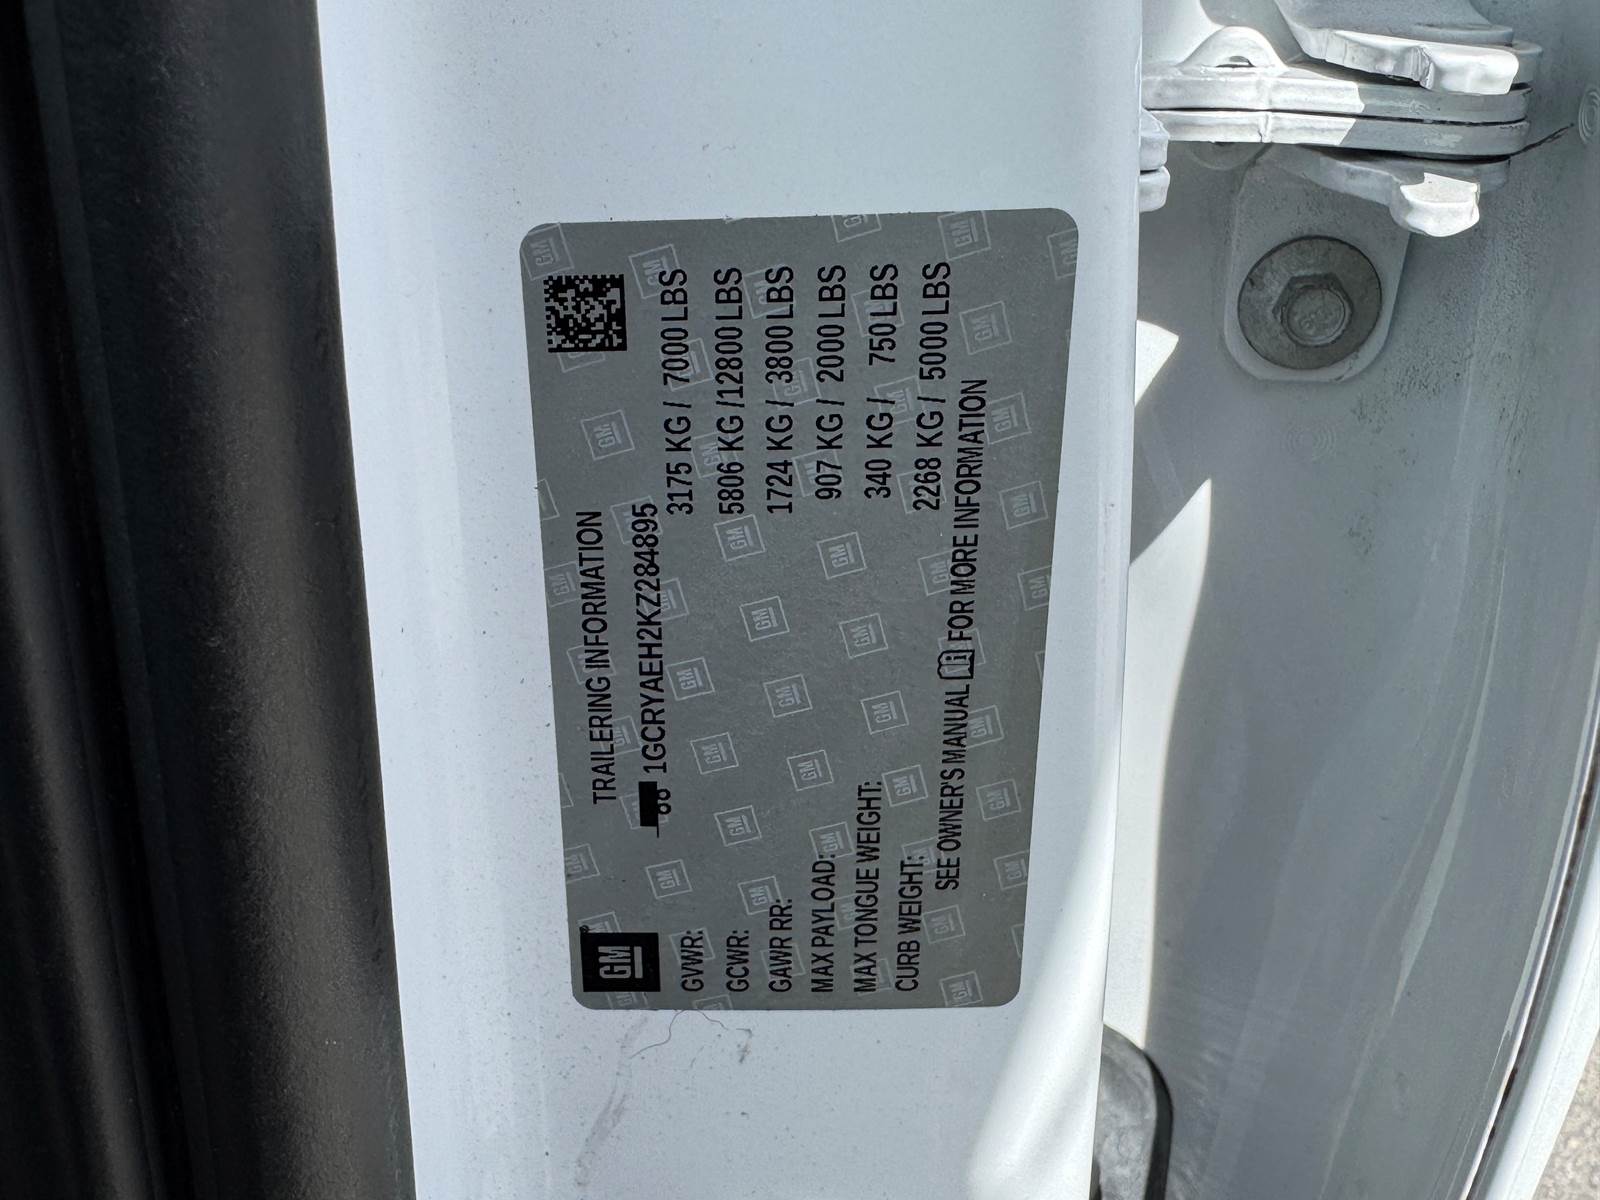 GM
TRAILERING INFORMATION
1GCRYAEH2KZ284895
GVWR: 3175 KG / 7000 LBS
GCWR: 5806 KG /12800 LBS
GAWR RR: 1724 KG / 3800 LBS
MAX PAYLOAD: 907 KG / 2000 LBS
MAX TONGUE WEIGHT: 340 KG / 750 LBS
CURB WEIGHT: 2268 KG / 5000 LBS
SEE OWNER'S MANUAL FOR MORE INFORMATION